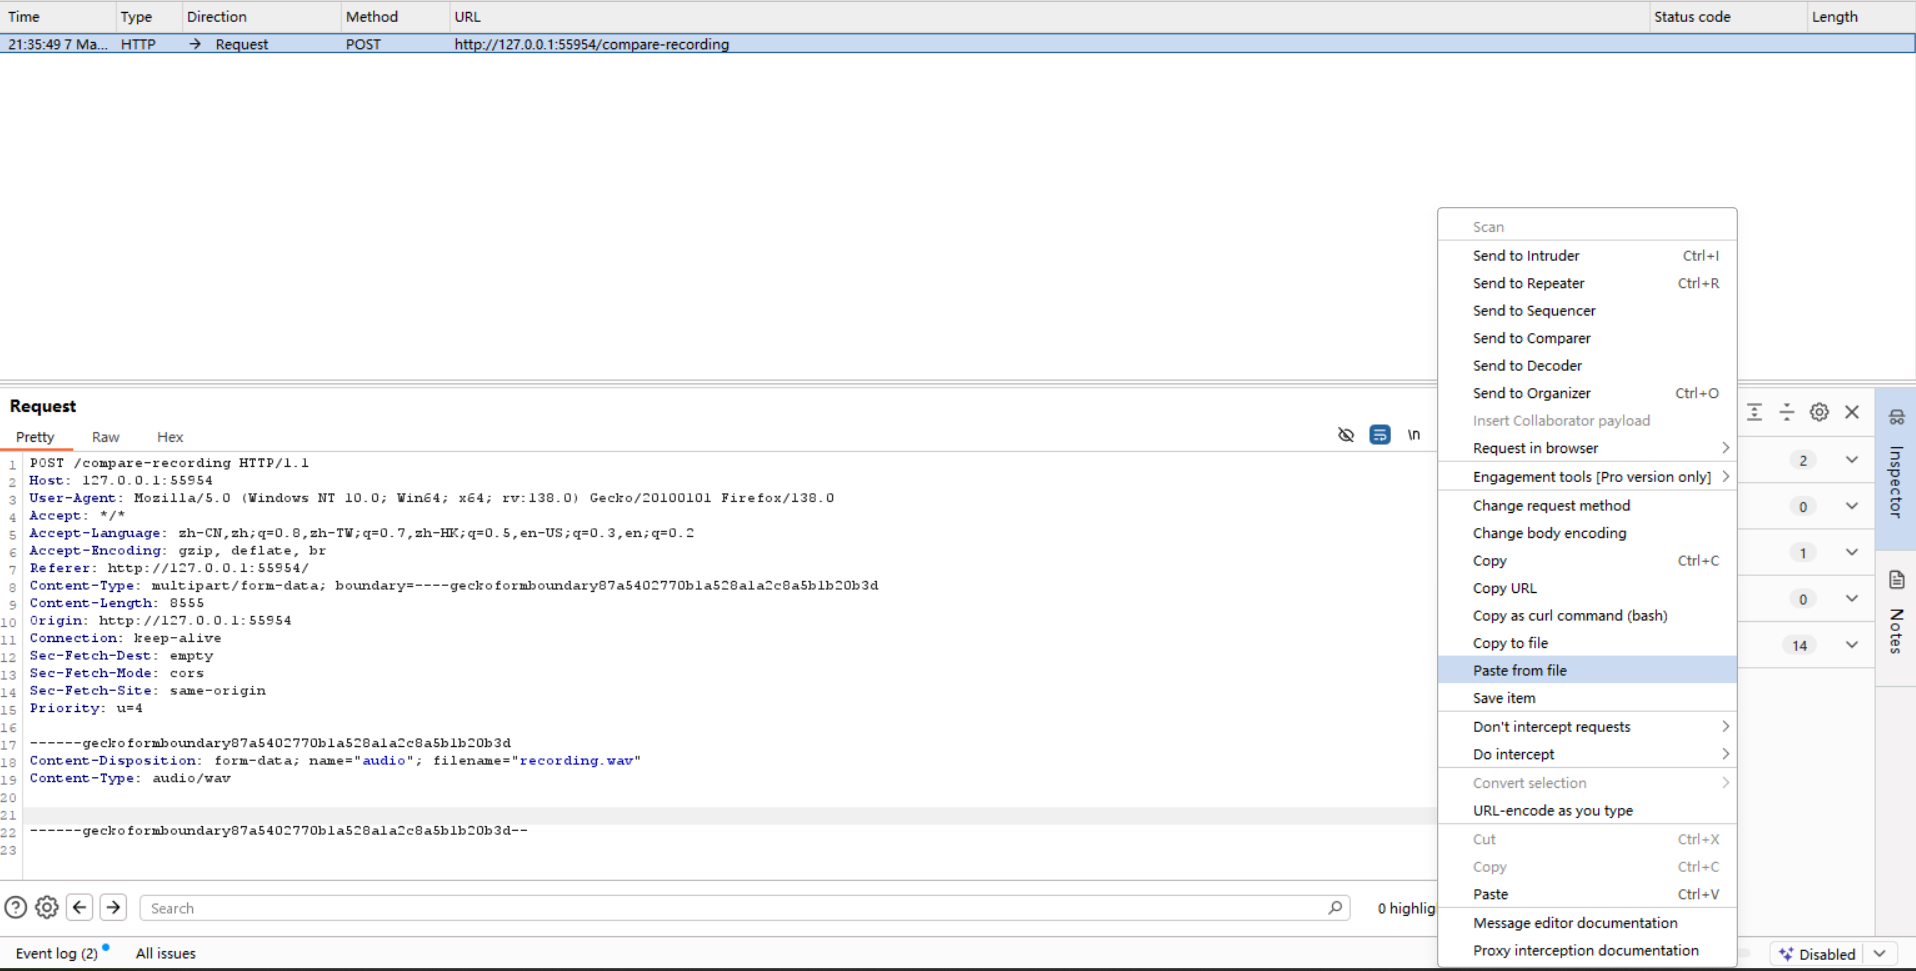 Time Type Direction Method URL Status code Length
21:35:49 7 Ma... HTTP → Request POST http://127.0.0.1:55954/compare-recording
Scan
Send to Intruder Ctrl+I
Send to Repeater Ctrl+R
Send to Sequencer
Send to Comparer
Send to Decoder
Send to Organizer Ctrl+O
Insert Collaborator payload
Request in browser
Engagement tools [Pro version only]
Change request method
Change body encoding
Copy Ctrl+C
Copy URL
Copy as curl command (bash)
Copy to file
Paste from file
Save item
Don't intercept requests
Do intercept
Convert selection
URL-encode as you type
Cut Ctrl+X
Copy Ctrl+C
Paste Ctrl+V
Message editor documentation
Proxy interception documentation
Request
Pretty Raw Hex \n
1 POST /compare-recording HTTP/1.1
2 Host: 127.0.0.1:55954
3 User-Agent: Mozilla/5.0 (Windows NT 10.0; Win64; x64; rv:138.0) Gecko/20100101 Firefox/138.0
4 Accept: */*
5 Accept-Language: zh-CN,zh;q=0.8,zh-TW;q=0.7,zh-HK;q=0.5,en-US;q=0.3,en;q=0.2
6 Accept-Encoding: gzip, deflate, br
7 Referer: http://127.0.0.1:55954/
8 Content-Type: multipart/form-data; boundary=----geckoformboundary87a5402770b1a528a1a2c8a5b1b20b3d
9 Content-Length: 8555
10 Origin: http://127.0.0.1:55954
11 Connection: keep-alive
12 Sec-Fetch-Dest: empty
13 Sec-Fetch-Mode: cors
14 Sec-Fetch-Site: same-origin
15 Priority: u=4
16
17 ------geckoformboundary87a5402770b1a528a1a2c8a5b1b20b3d
18 Content-Disposition: form-data; name="audio"; filename="recording.wav"
19 Content-Type: audio/wav
20
21
22 ------geckoformboundary87a5402770b1a528a1a2c8a5b1b20b3d--
23
2
0
1
0
14
Inspector
Notes
Search
0 highlig
Event log (2) All issues
Disabled